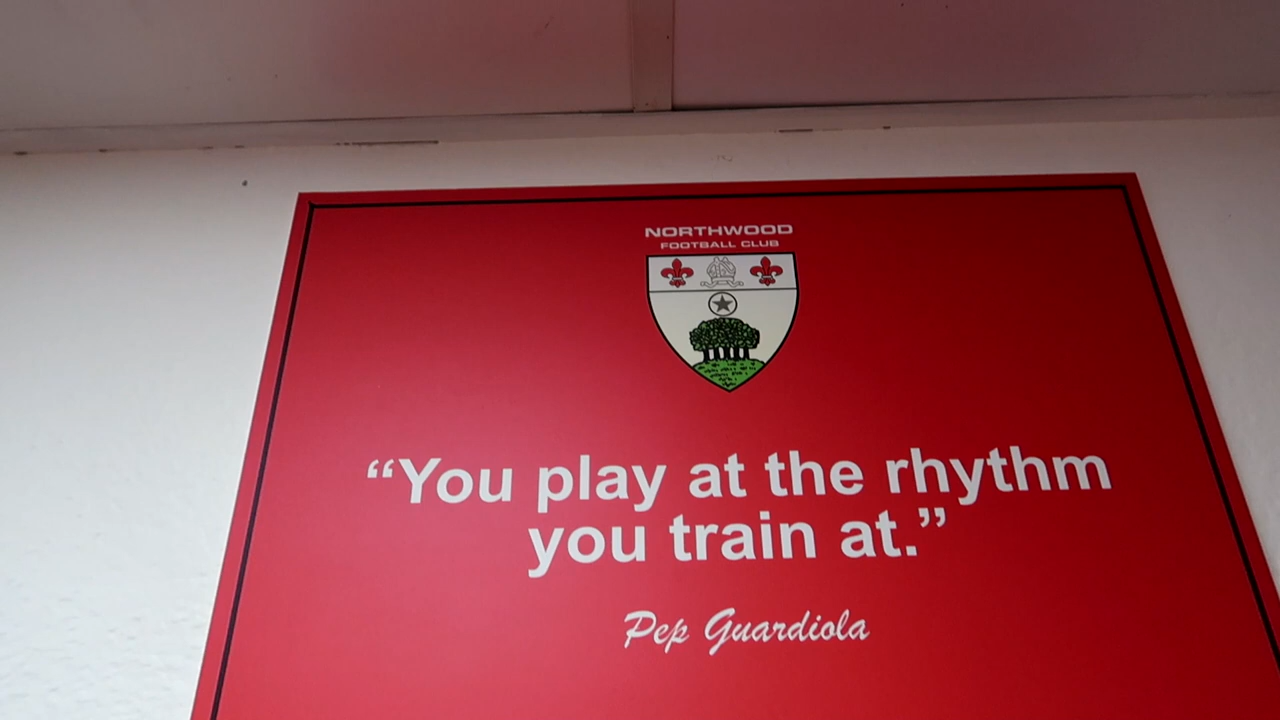 NORTHWOOD
FOOTBALL CLUB
“You play at the rhythm
you train at.”
Pep Guardiola